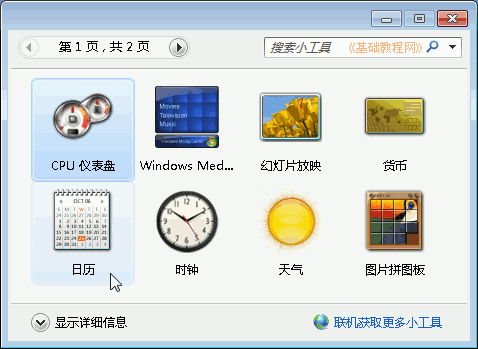 第 1 页 , 共 2 页
搜索小工具 《基础教程网》
Movies
Television
Music
CPU 仪表盘
Windows Med...
幻灯片放映
货币
OCT 06
日历
时钟
天气
图片拼图板
显示详细信息
联机获取更多小工具